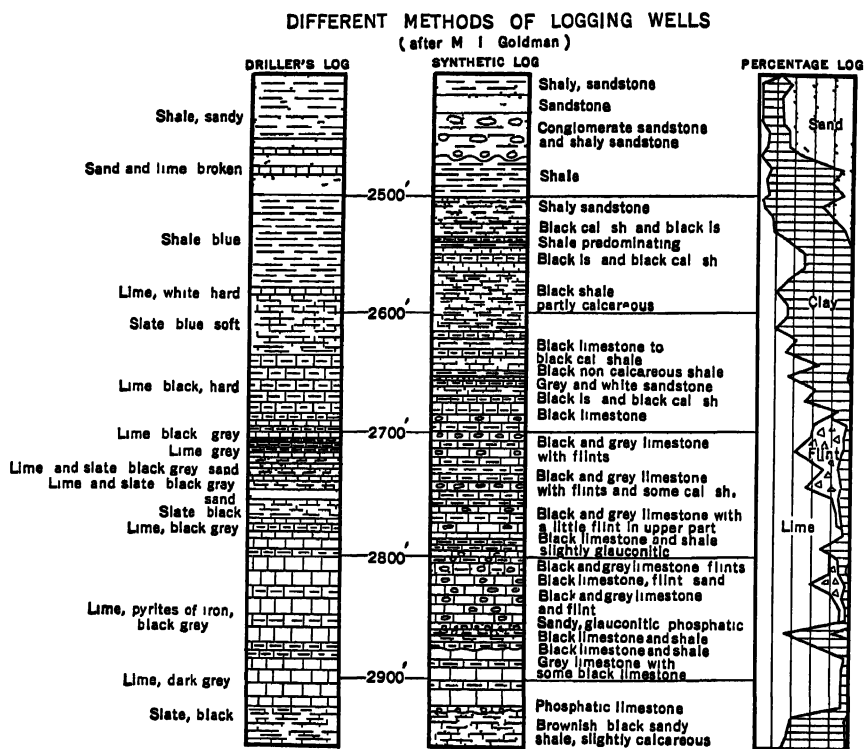 DIFFERENT METHODS OF LOGGING WELLS
(after M I Goldman)
DRILLER'S LOG
Shale, sandy
Sand and lime broken
Shale blue
Lime, white hard
Slate blue soft
Lime black, hard
Lime black grey
Lime grey
Lime and slate black grey sand
Lime and slate black grey
sand
Slate black
Lime, black grey
Lime, pyrites of iron,
black grey
Lime, dark grey
Slate, black
2500'
2600'
2700'
2800'
2900'
SYNTHETIC LOG
Shaly, sandstone
Sandstone
Conglomerate sandstone
and shaly sandstone
Shale
Shaly sandstone
Black cal sh and black ls
Shale predominating
Black ls and black cal sh
Black shale
partly calcareous
Black limestone to
black cal shale
Black non calcareous shale
Grey and white sandstone
Black ls and black cal sh
Black limestone
Black and grey limestone
with flints
Black and grey limestone
with flints and some cal sh.
Black and grey limestone with
a little flint in upper part
Black limestone and shale
slightly glauconitic
Black and grey limestone flints
Black limestone, flint sand
Black and grey limestone
and flint
Sandy, glauconitic phosphatic
Black limestone and shale
Black limestone and shale
Grey limestone with
some black limestone
Phosphatic limestone
Brownish black sandy
shale, slightly calcareous
PERCENTAGE LOG
Sand
Clay
Flint
Lime